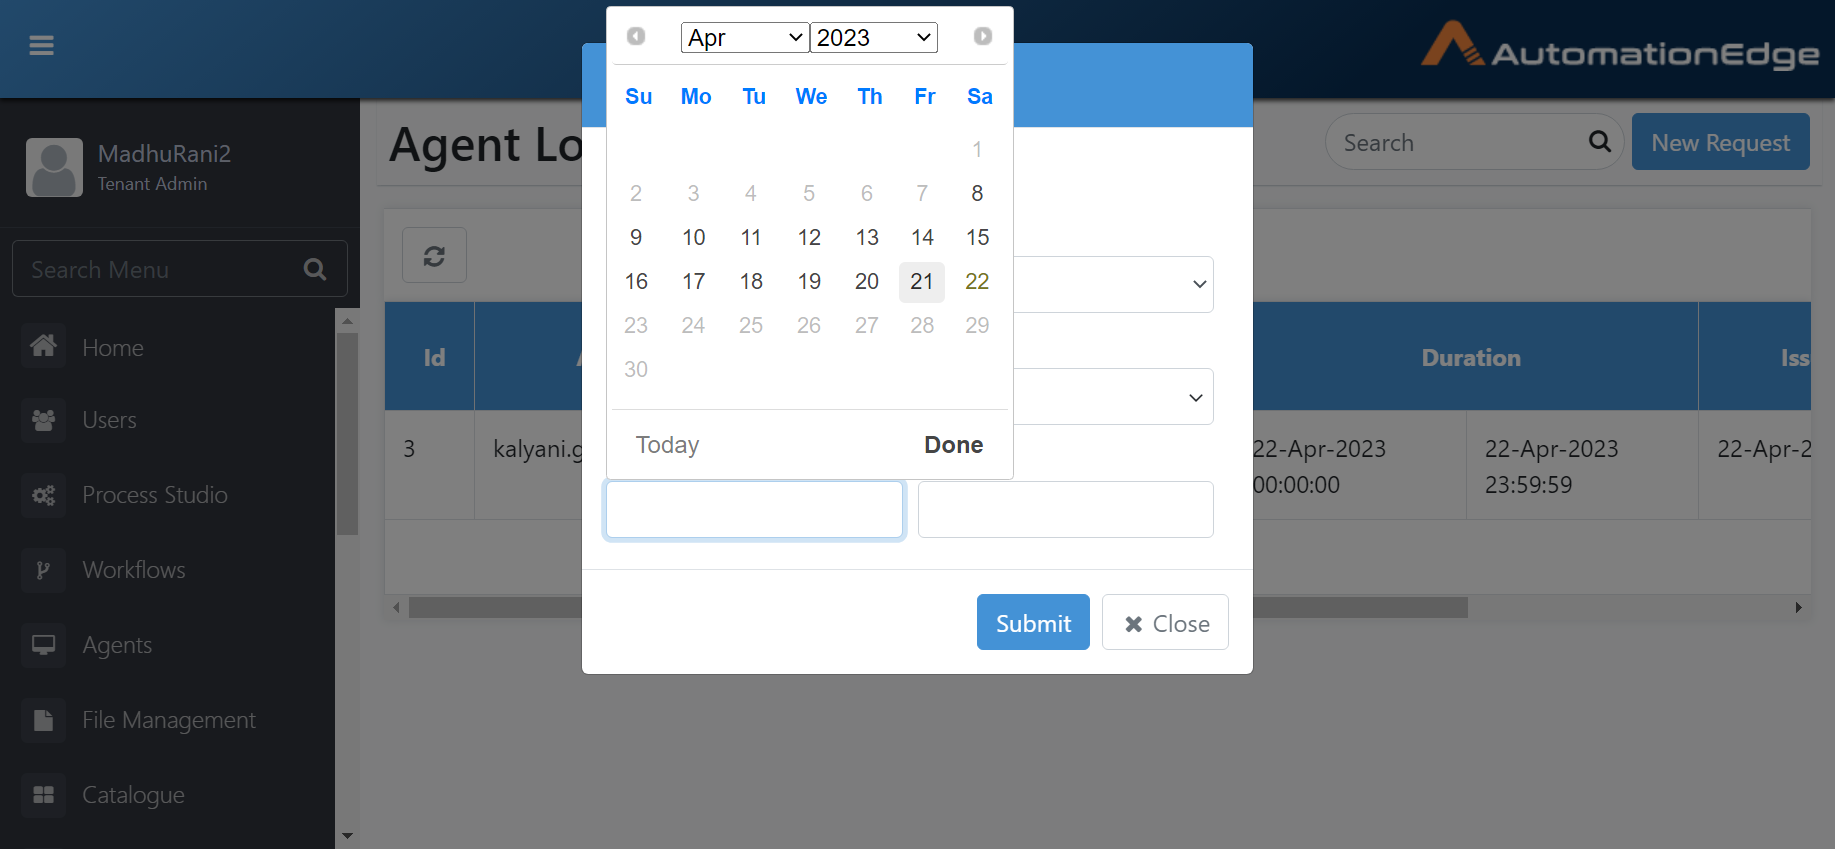 AutomationEdge
MadhuRani2
Tenant Admin
Search Menu
Home
Users
Process Studio
Workflows
Agents
File Management
Catalogue
Agent Lo
Search
New Request
Id
Duration
Iss
3
kalyani.g
22-Apr-2023
00:00:00
22-Apr-2023
23:59:59
22-Apr-2
Apr 2023
Su Mo Tu We Th Fr Sa
1
2 3 4 5 6 7 8
9 10 11 12 13 14 15
16 17 18 19 20 21 22
23 24 25 26 27 28 29
30
Today Done
Submit Close